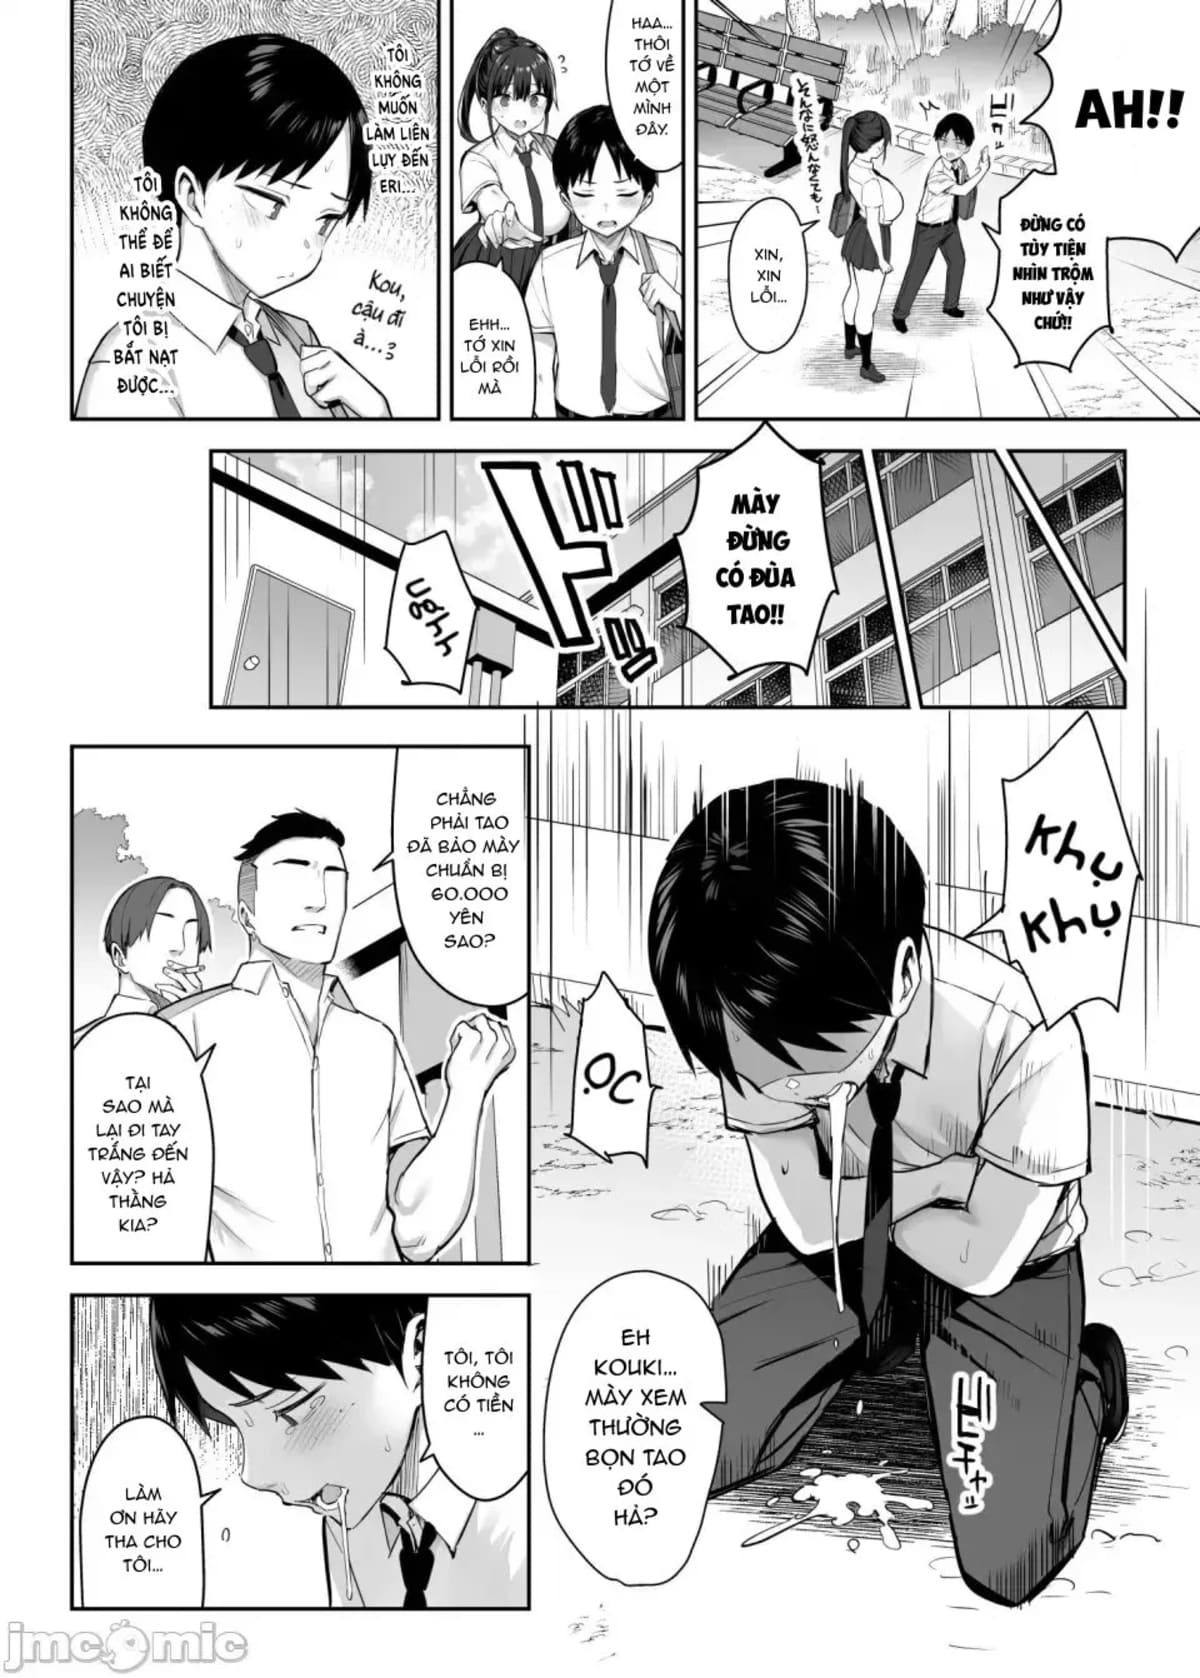 AH!!
ĐỪNG CÓ
TÙY TIỆN
NHÌN TRỘM
NHƯ VẬY
CHỨ!!
そんなに怒んなくても…
XIN,
XIN
LỖI...
HAA...
THÔI
TỚ VỀ
MỘT
MÌNH
ĐÂY.
EHH...
TỚ XIN
LỖI RỒI
MÀ
TÔI
KHÔNG
MUỐN
LÀM LIÊN
LỤY ĐẾN
ERI...
Kou,
cậu đi
à...?
TÔI
KHÔNG
THỂ ĐỂ
AI BIẾT
CHUYỆN
TÔI BỊ
BẮT NẠT
ĐƯỢC...
MÀY
ĐỪNG
CÓ ĐÙA
TAO!!
ughh
Khụ
Khụ
ỌC
EH
KOUKI...
MÀY XEM
THƯỜNG
BỌN TAO
ĐÓ
HẢ?
CHẲNG
PHẢI TAO
ĐÃ BẢO MÀY
CHUẨN BỊ
60.000
YÊN
SAO?
TẠI
SAO MÀ
LẠI ĐI TAY
TRẮNG ĐẾN
VẬY? HẢ
THẰNG
KIA?
TÔI, TÔI
KHÔNG
CÓ TIỀN
...
LÀM
ƠN HÃY
THA CHO
TÔI...
jmcomic